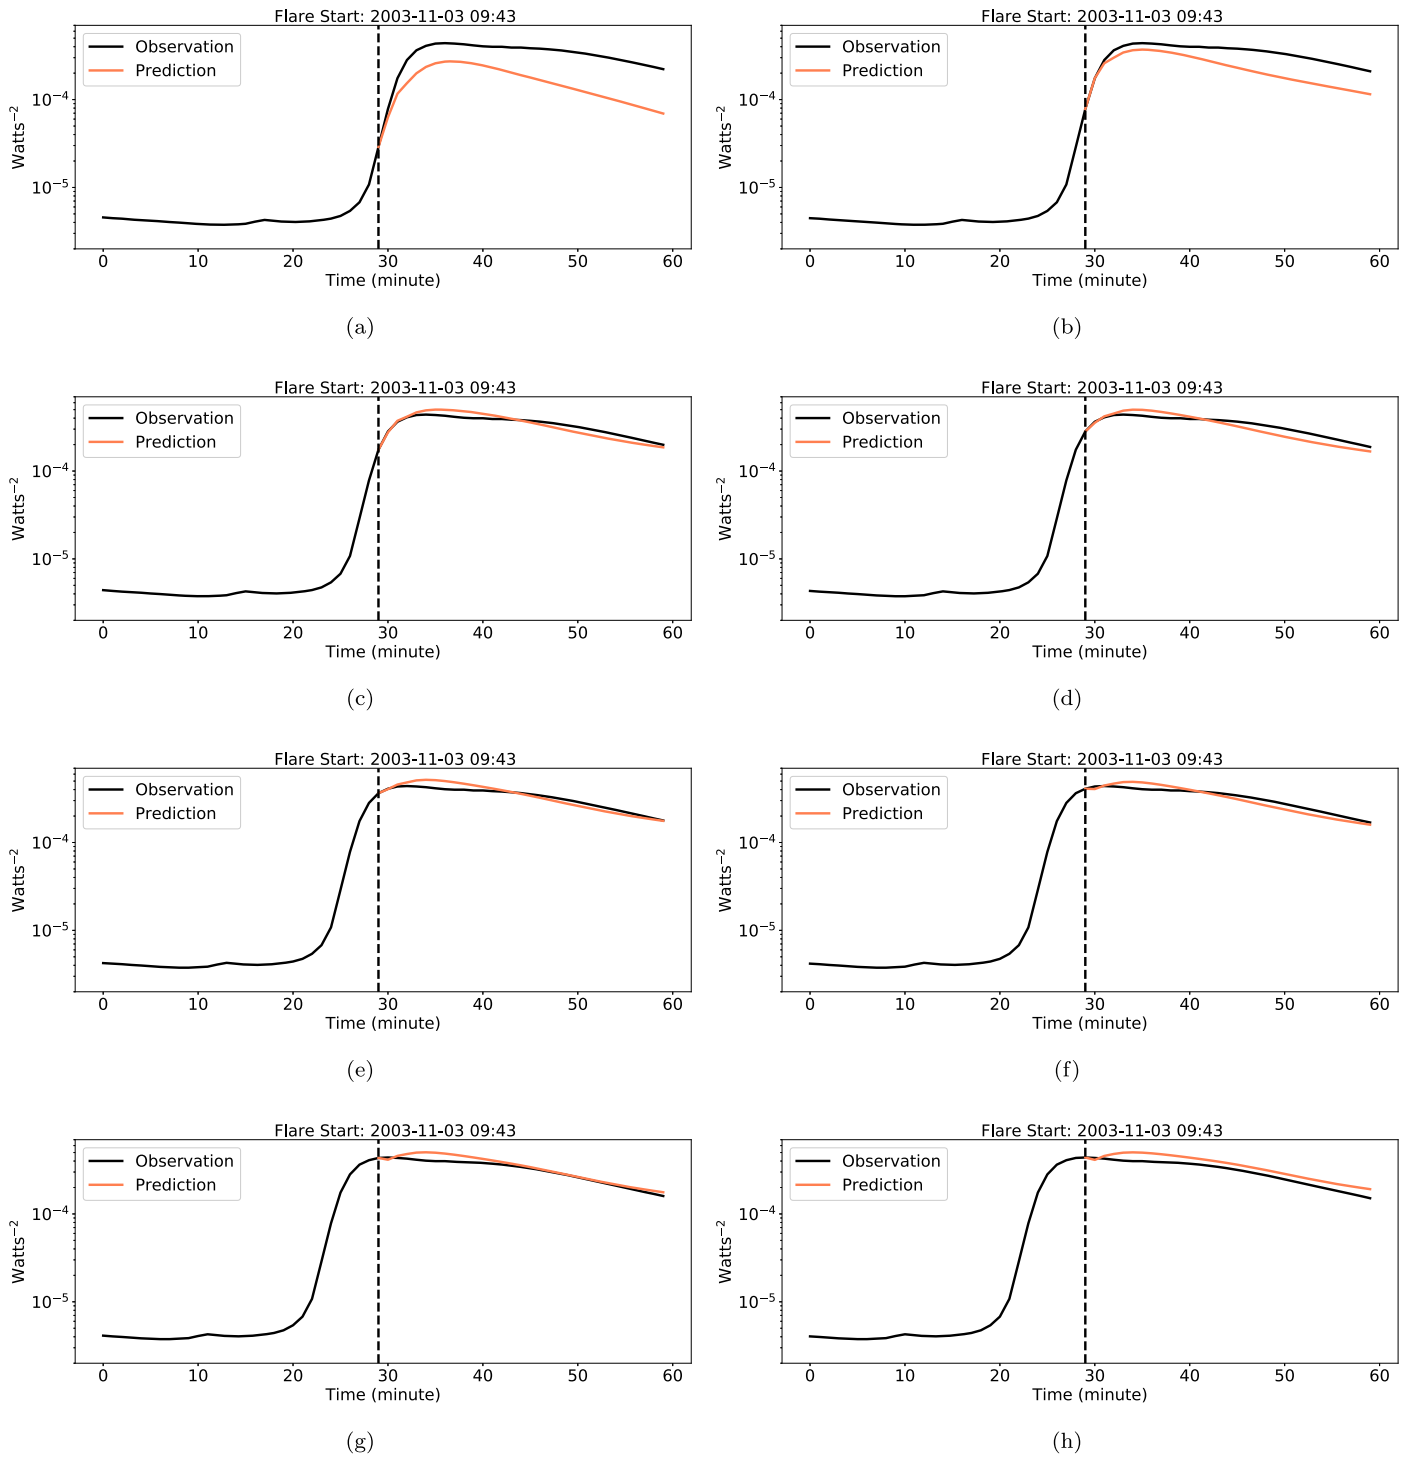 Flare Start: 2003-11-03 09:43
Observation
Prediction
10⁻⁴
10⁻⁵
Watts⁻²
0 10 20 30 40 50 60
Time (minute)
(a)
Flare Start: 2003-11-03 09:43
Observation
Prediction
10⁻⁴
10⁻⁵
Watts⁻²
0 10 20 30 40 50 60
Time (minute)
(b)
Flare Start: 2003-11-03 09:43
Observation
Prediction
10⁻⁴
10⁻⁵
Watts⁻²
0 10 20 30 40 50 60
Time (minute)
(c)
Flare Start: 2003-11-03 09:43
Observation
Prediction
10⁻⁴
10⁻⁵
Watts⁻²
0 10 20 30 40 50 60
Time (minute)
(d)
Flare Start: 2003-11-03 09:43
Observation
Prediction
10⁻⁴
10⁻⁵
Watts⁻²
0 10 20 30 40 50 60
Time (minute)
(e)
Flare Start: 2003-11-03 09:43
Observation
Prediction
10⁻⁴
10⁻⁵
Watts⁻²
0 10 20 30 40 50 60
Time (minute)
(f)
Flare Start: 2003-11-03 09:43
Observation
Prediction
10⁻⁴
10⁻⁵
Watts⁻²
0 10 20 30 40 50 60
Time (minute)
(g)
Flare Start: 2003-11-03 09:43
Observation
Prediction
10⁻⁴
10⁻⁵
Watts⁻²
0 10 20 30 40 50 60
Time (minute)
(h)